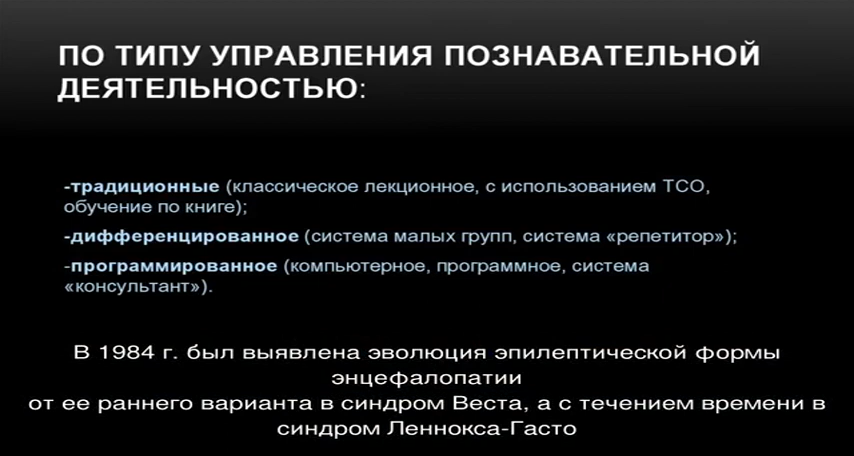 ПО ТИПУ УПРАВЛЕНИЯ ПОЗНАВАТЕЛЬНОЙ
ДЕЯТЕЛЬНОСТЬЮ:
-традиционные (классическое лекционное, с использованием ТСО,
обучение по книге);
-дифференцированное (система малых групп, система «репетитор»);
-программированное (компьютерное, программное, система
«консультант»).
В 1984 г. был выявлена эволюция эпилептической формы
энцефалопатии
от ее раннего варианта в синдром Веста, а с течением времени в
синдром Леннокса-Гасто